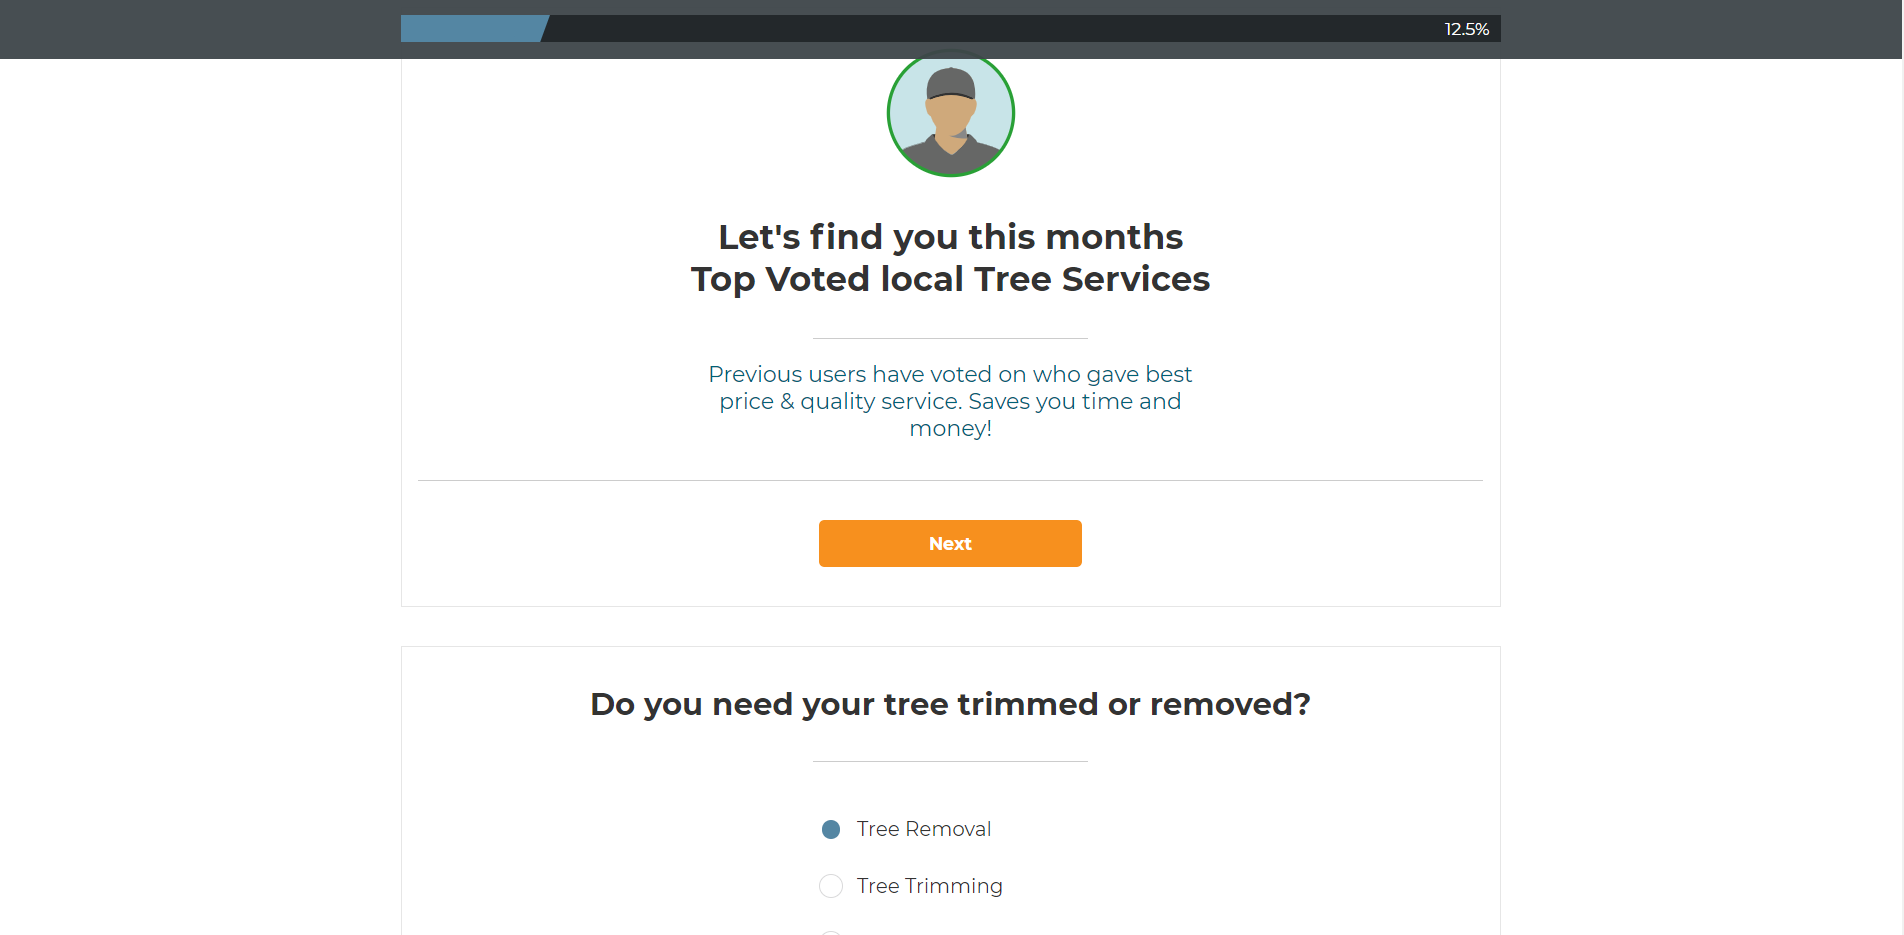 12.5%
Let's find you this months
Top Voted local Tree Services
Previous users have voted on who gave best
price & quality service. Saves you time and
money!
Next
Do you need your tree trimmed or removed?
Tree Removal
Tree Trimming